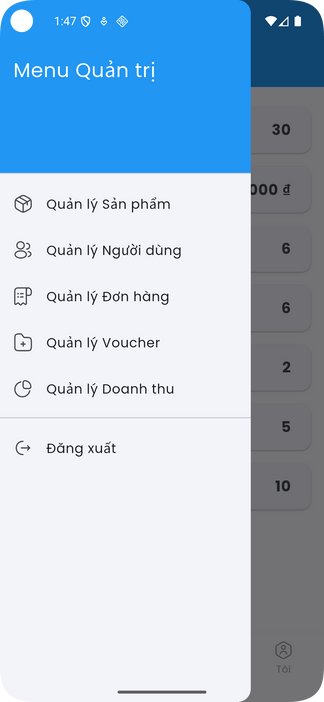 1:47
Menu Quản trị
30
Quản lý Sản phẩm
000 ₫
Quản lý Người dùng
6
Quản lý Đơn hàng
6
Quản lý Voucher
2
Quản lý Doanh thu
5
Đăng xuất
10
Tôi